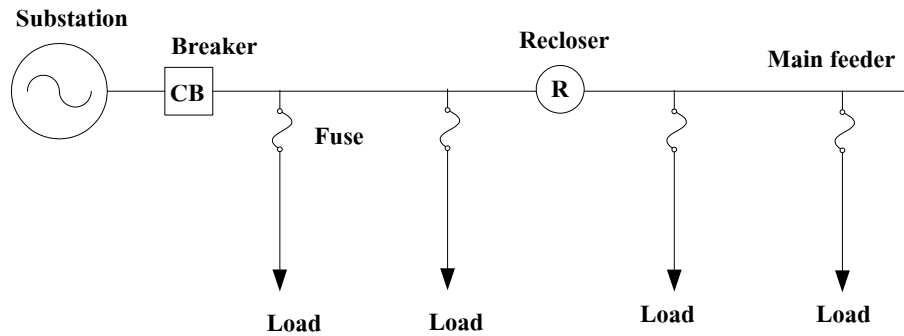 Substation
Breaker
Recloser
Main feeder
CB
R
Fuse
Load
Load
Load
Load